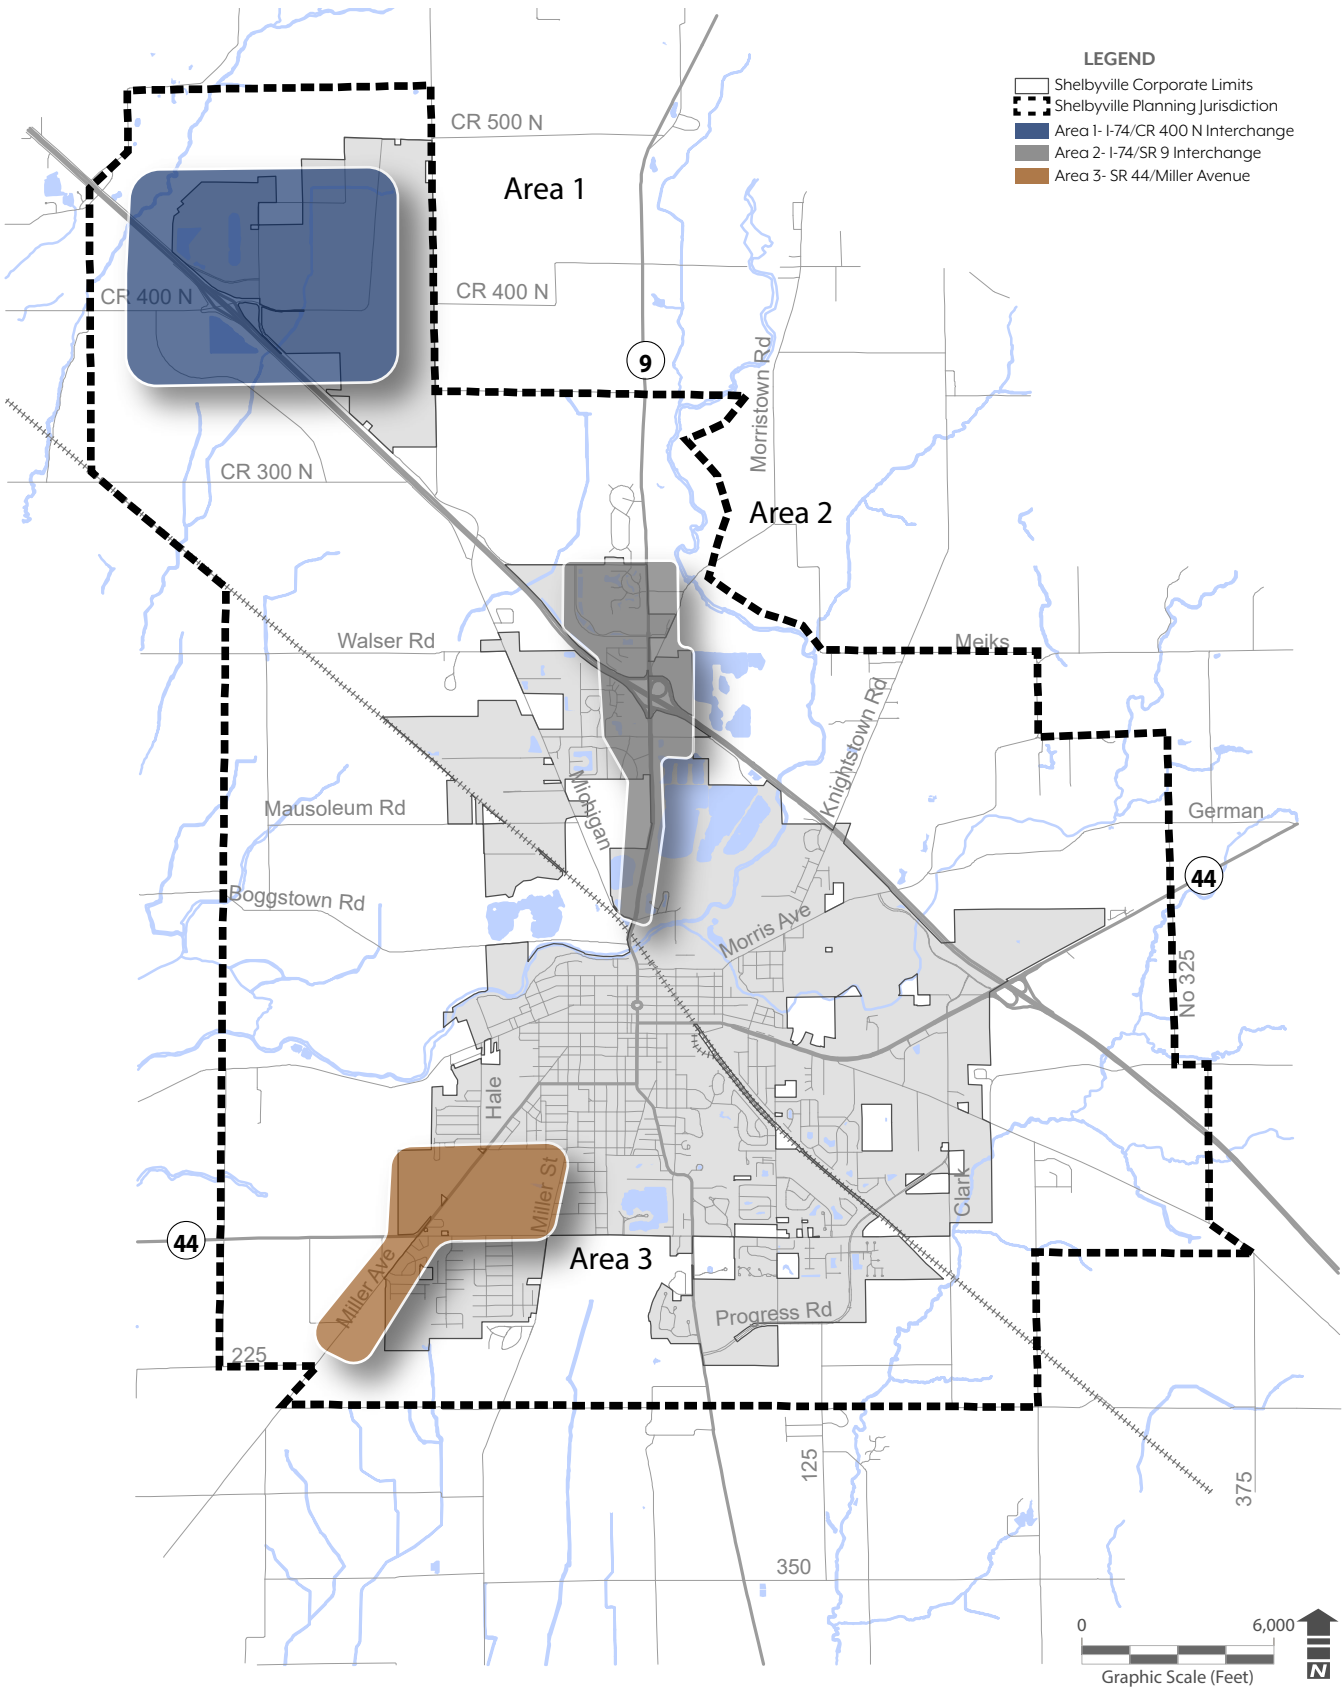 LEGEND
Shelbyville Corporate Limits
Shelbyville Planning Jurisdiction
Area 1- I-74/CR 400 N Interchange
Area 2- I-74/SR 9 Interchange
Area 3- SR 44/Miller Avenue
CR 500 N
Area 1
CR 400 N
CR 400 N
9
Morristown Rd
CR 300 N
Area 2
Walser Rd
Meiks
Knightstown Rd
Michigan
Mausoleum Rd
German
44
Boggstown Rd
Morris Ave
No 325
Hale
Miller St
Clark
44
Area 3
Miller Ave
Progress Rd
225
125
375
350
0
6,000
Graphic Scale (Feet)
N